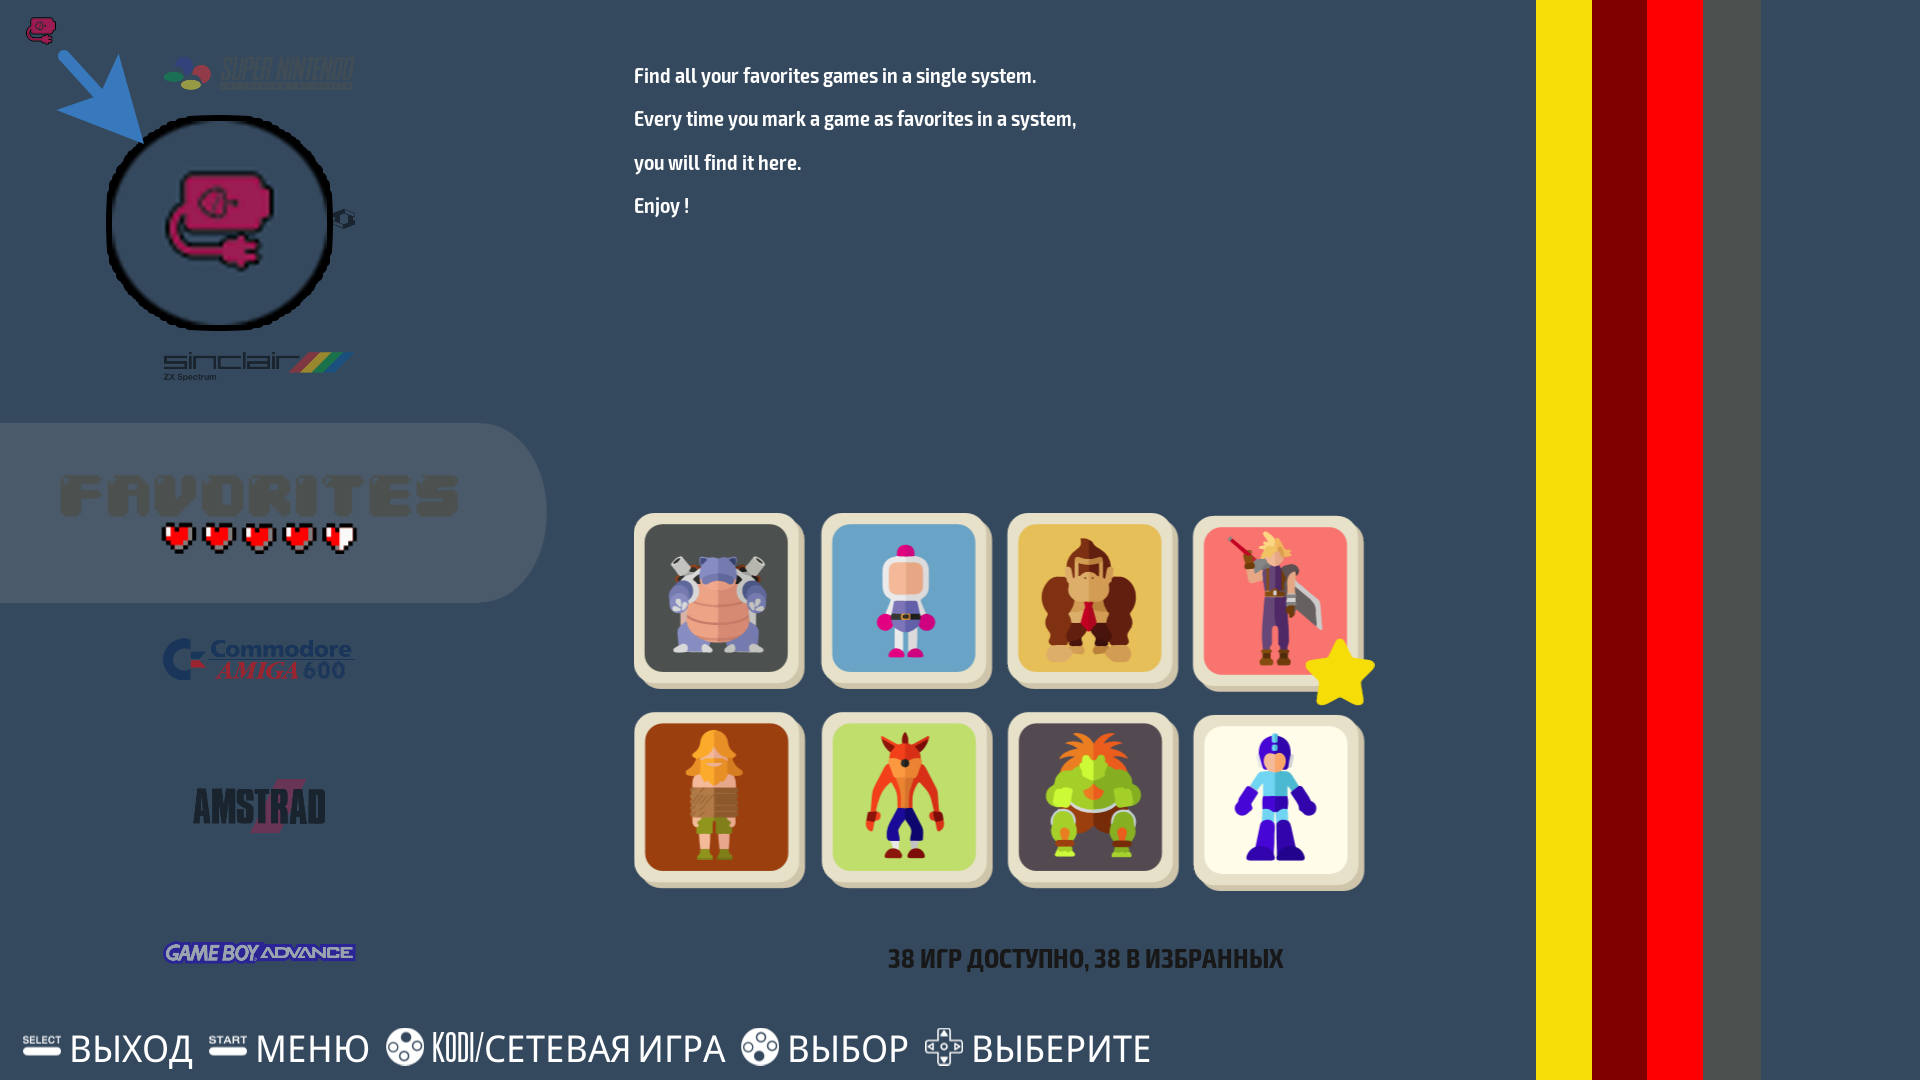 SUPER NINTENDO
Find all your favorites games in a single system.
Every time you mark a game as favorites in a system,
you will find it here.
Enjoy !
sinclair
ZX Spectrum
FAVORITES
Commodore
AMIGA 600
AMSTRAD
GAME BOY ADVANCE
38 ИГР ДОСТУПНО, 38 В ИЗБРАННЫХ
SELECT ВЫХОД START МЕНЮ KODI/СЕТЕВАЯ ИГРА ВЫБОР ВЫБЕРИТЕ